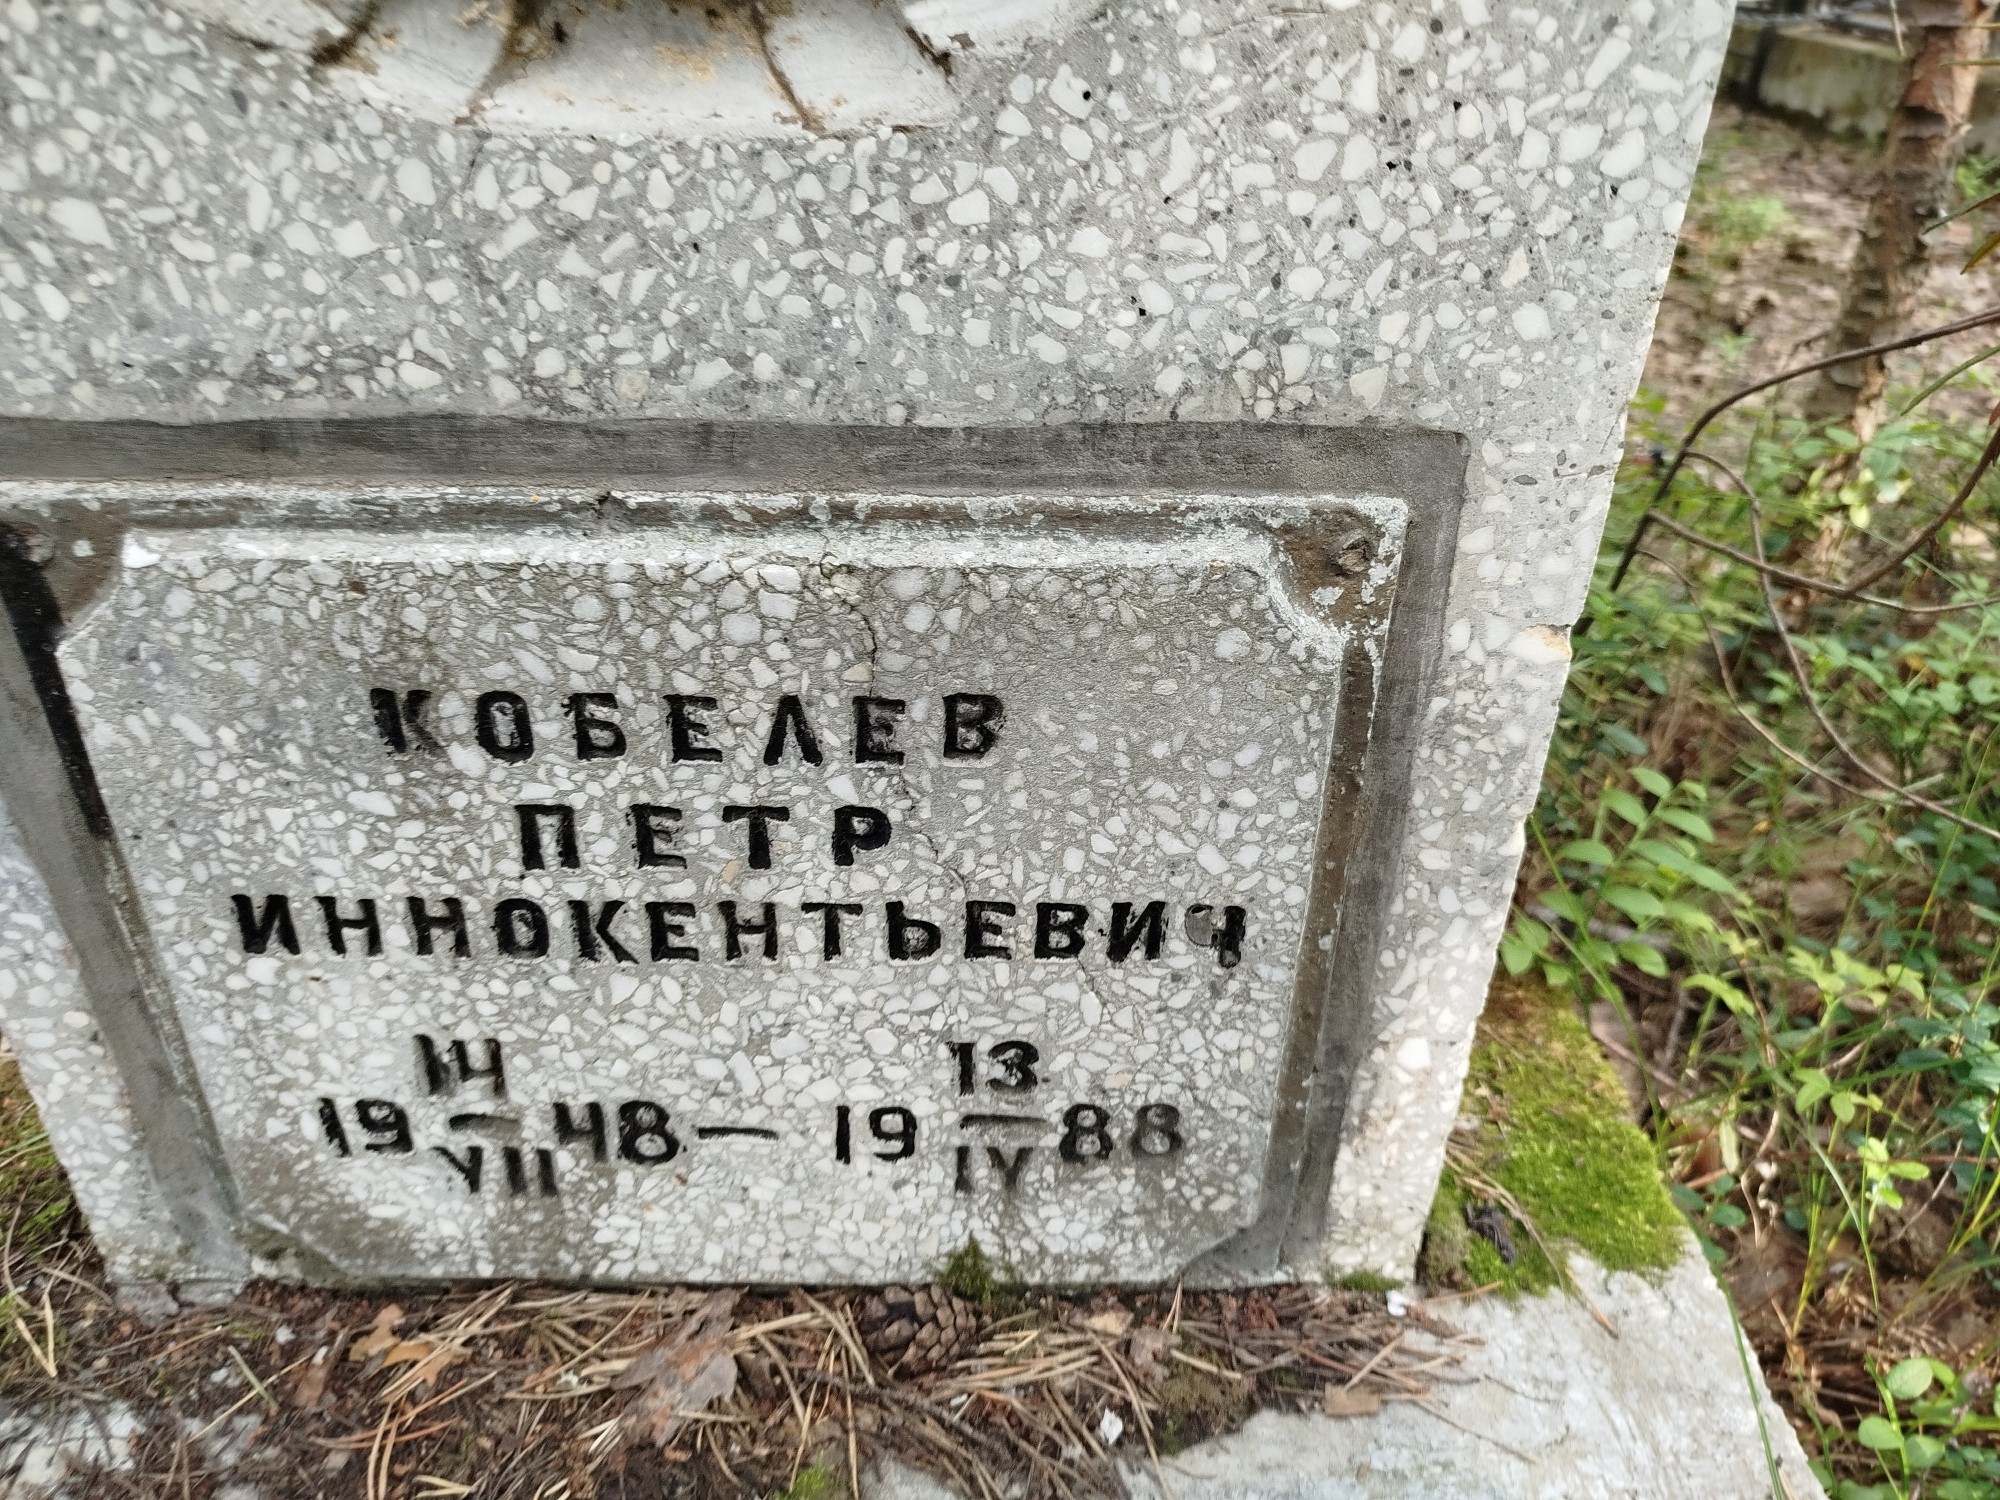 КОБЕЛЕВ
ПЕТР
ИННОКЕНТЬЕВИЧ
19 14/VII 48 — 19 13/IV 88